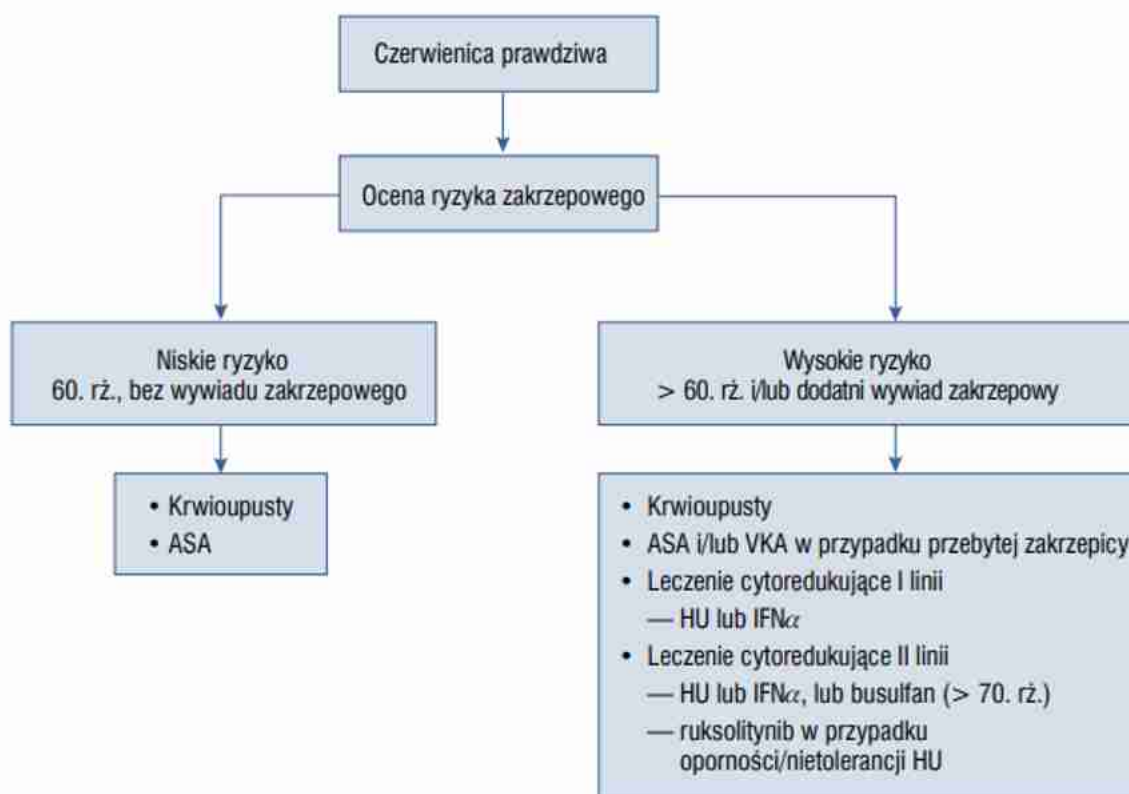 Czerwienica prawdziwa
Ocena ryzyka zakrzepowego
Niskie ryzyko
60. rż., bez wywiadu zakrzepowego
• Krwioupusty
• ASA
Wysokie ryzyko
> 60. rż. i/lub dodatni wywiad zakrzepowy
• Krwioupusty
• ASA i/lub VKA w przypadku przebytej zakrzepicy
• Leczenie cytoredukujące I linii
— HU lub IFNα
• Leczenie cytoredukujące II linii
— HU lub IFNα, lub busulfan (> 70. rż.)
— ruksolitynib w przypadku
oporności/nietolerancji HU